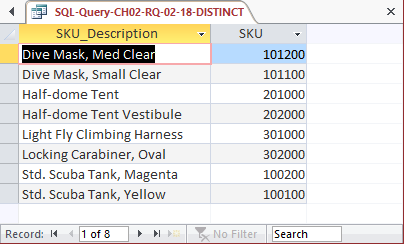 SQL-Query-CH02-RQ-02-18-DISTINCT
SKU_Description SKU
Dive Mask, Med Clear 101200
Dive Mask, Small Clear 101100
Half-dome Tent 201000
Half-dome Tent Vestibule 202000
Light Fly Climbing Harness 301000
Locking Carabiner, Oval 302000
Std. Scuba Tank, Magenta 100200
Std. Scuba Tank, Yellow 100100
Record: 1 of 8 No Filter Search